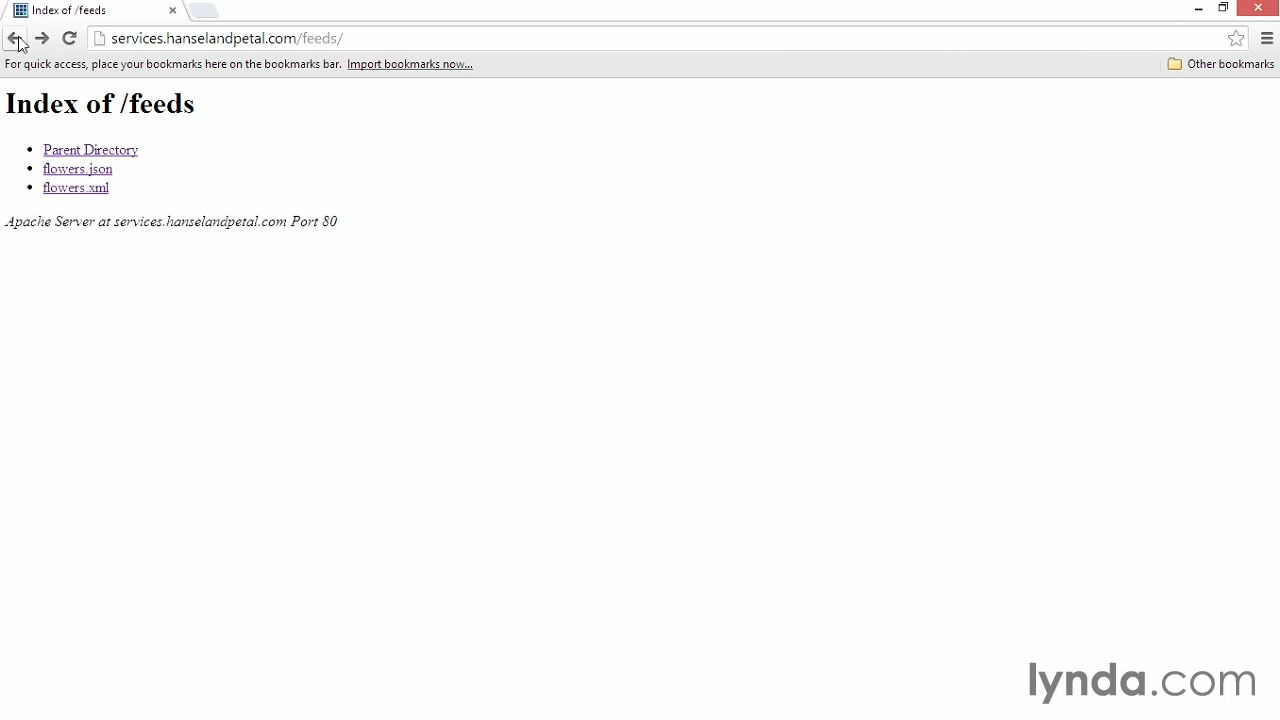 Index of /feeds
services.hanselandpetal.com/feeds/
For quick access, place your bookmarks here on the bookmarks bar. Import bookmarks now...
Other bookmarks
Index of /feeds
Parent Directory
flowers.json
flowers.xml
Apache Server at services.hanselandpetal.com Port 80
lynda.com